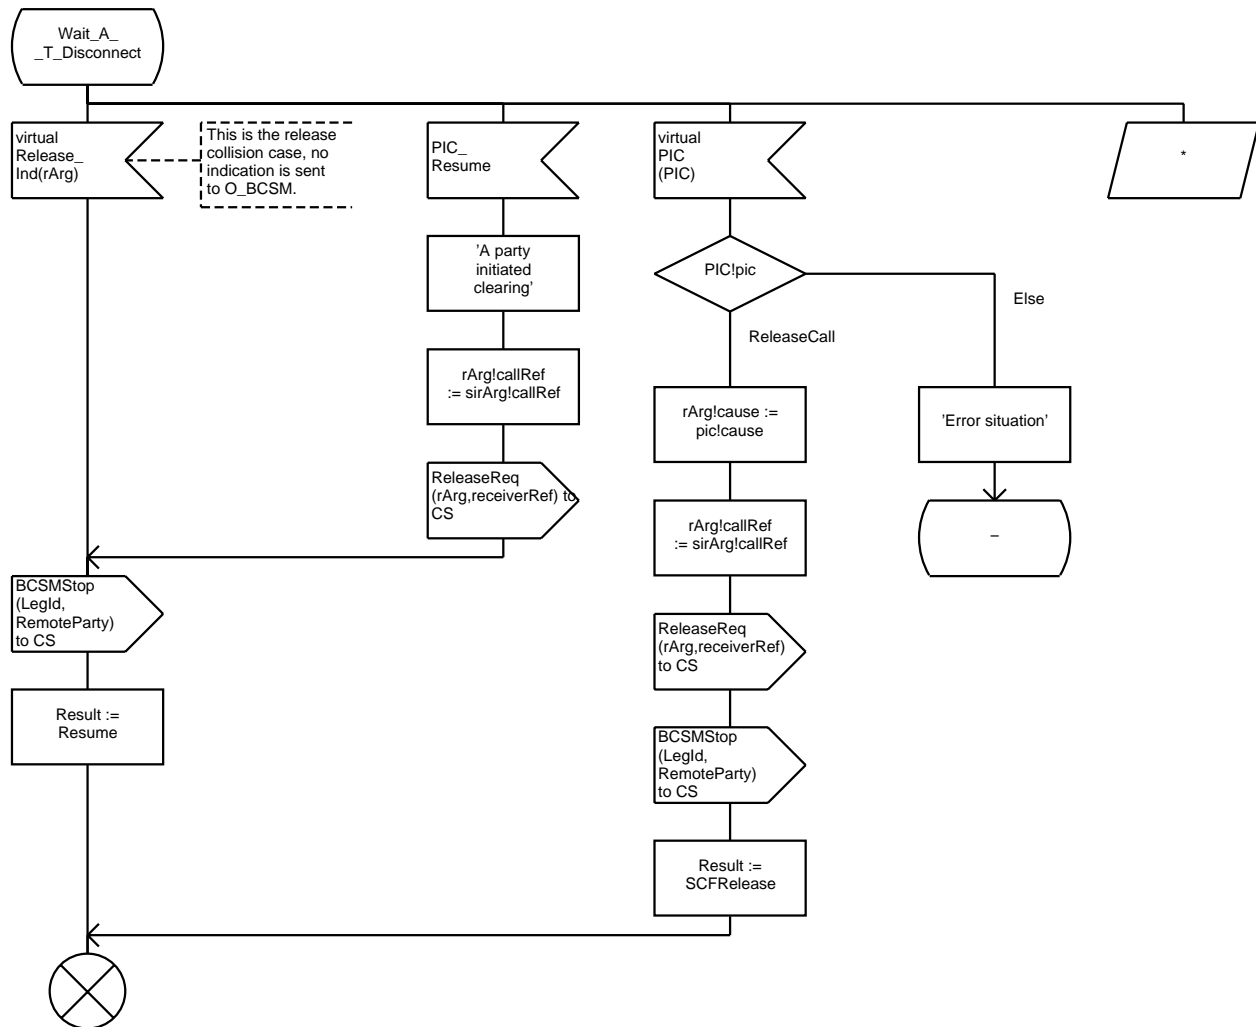 Wait_A_
_T_Disconnect
virtual
Release_
Ind(rArg)
This is the release
collision case, no
indication is sent
to O_BCSM.
PIC_
Resume
virtual
PIC
(PIC)
*
'A party
initiated
clearing'
PIC!pic
Else
ReleaseCall
rArg!callRef
:= sirArg!callRef
rArg!cause :=
pic!cause
'Error situation'
ReleaseReq
(rArg,receiverRef) to
CS
rArg!callRef
:= sirArg!callRef
–
BCSMStop
(LegId,
RemoteParty)
to CS
ReleaseReq
(rArg,receiverRef)
to CS
Result :=
Resume
BCSMStop
(LegId,
RemoteParty)
to CS
Result :=
SCFRelease